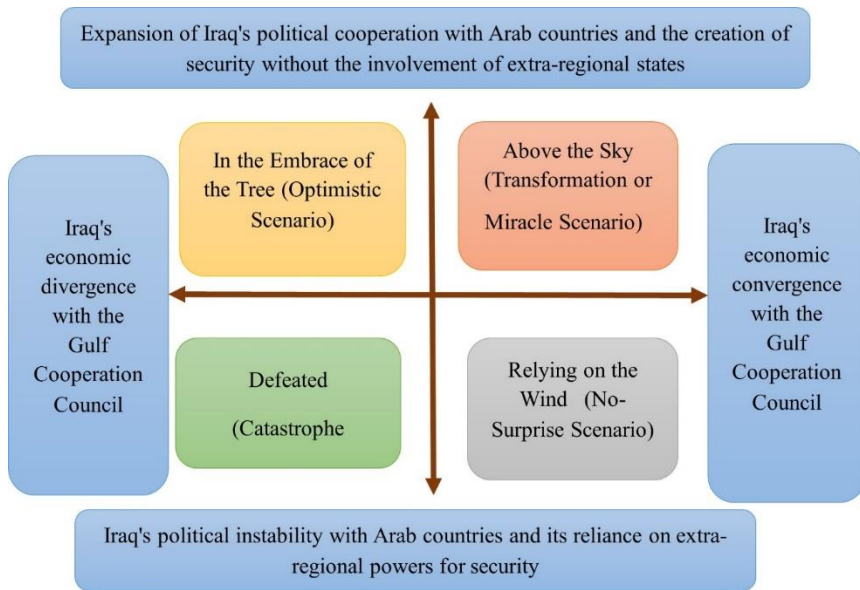 Expansion of Iraq's political cooperation with Arab countries and the creation of
security without the involvement of extra-regional states
In the Embrace of
the Tree (Optimistic
Scenario)
Above the Sky
(Transformation or
Miracle Scenario)
Iraq's
economic
divergence
with the
Gulf
Cooperation
Council
Iraq's
economic
convergence
with the
Gulf
Cooperation
Council
Defeated
(Catastrophe
Relying on the
Wind (No-
Surprise Scenario)
Iraq's political instability with Arab countries and its reliance on extra-
regional powers for security